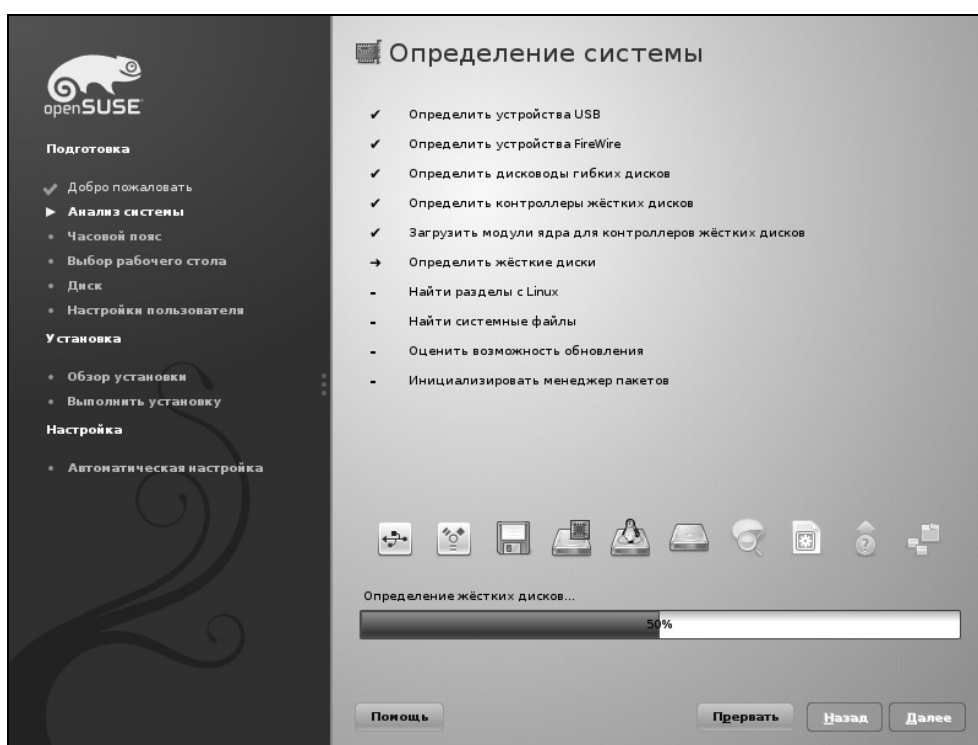 openSUSE
Подготовка
Добро пожаловать
Анализ системы
Часовой пояс
Выбор рабочего стола
Диск
Настройки пользователя
Установка
Обзор установки
Выполнить установку
Настройка
Автоматическая настройка
Определение системы
Определить устройства USB
Определить устройства FireWire
Определить дисководы гибких дисков
Определить контроллеры жёстких дисков
Загрузить модули ядра для контроллеров жёстких дисков
Определить жёсткие диски
Найти разделы с Linux
Найти системные файлы
Оценить возможность обновления
Инициализировать менеджер пакетов
Определение жёстких дисков...
50%
Помощь
Прервать
Назад
Далее